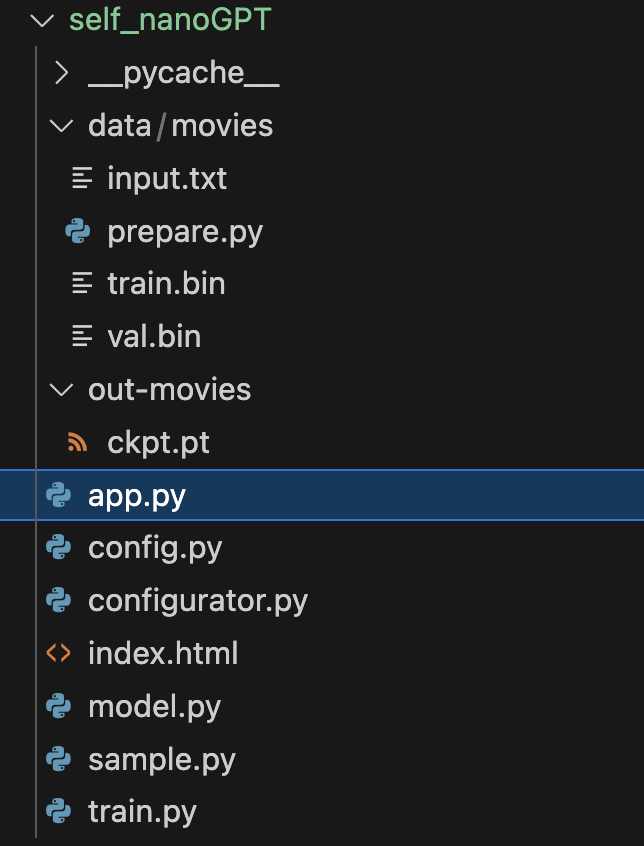 self_nanoGPT
__pycache__
data/movies
input.txt
prepare.py
train.bin
val.bin
out-movies
ckpt.pt
app.py
config.py
configurator.py
index.html
model.py
sample.py
train.py